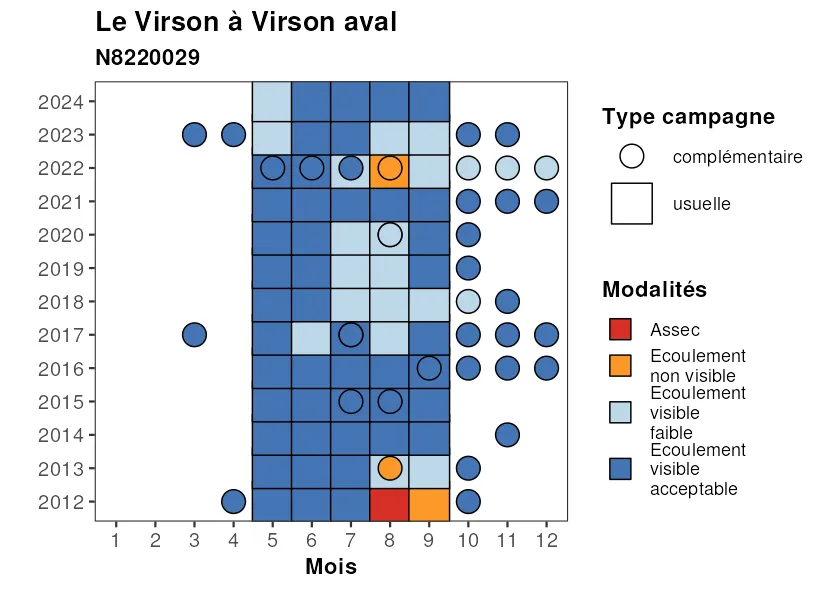 Le Virson à Virson aval
N8220029
2024
2023
2022
2021
2020
2019
2018
2017
2016
2015
2014
2013
2012
1 2 3 4 5 6 7 8 9 10 11 12
Mois
Type campagne
complémentaire
usuelle
Modalités
Assec
Ecoulement
non visible
Ecoulement
visible
faible
Ecoulement
visible
acceptable